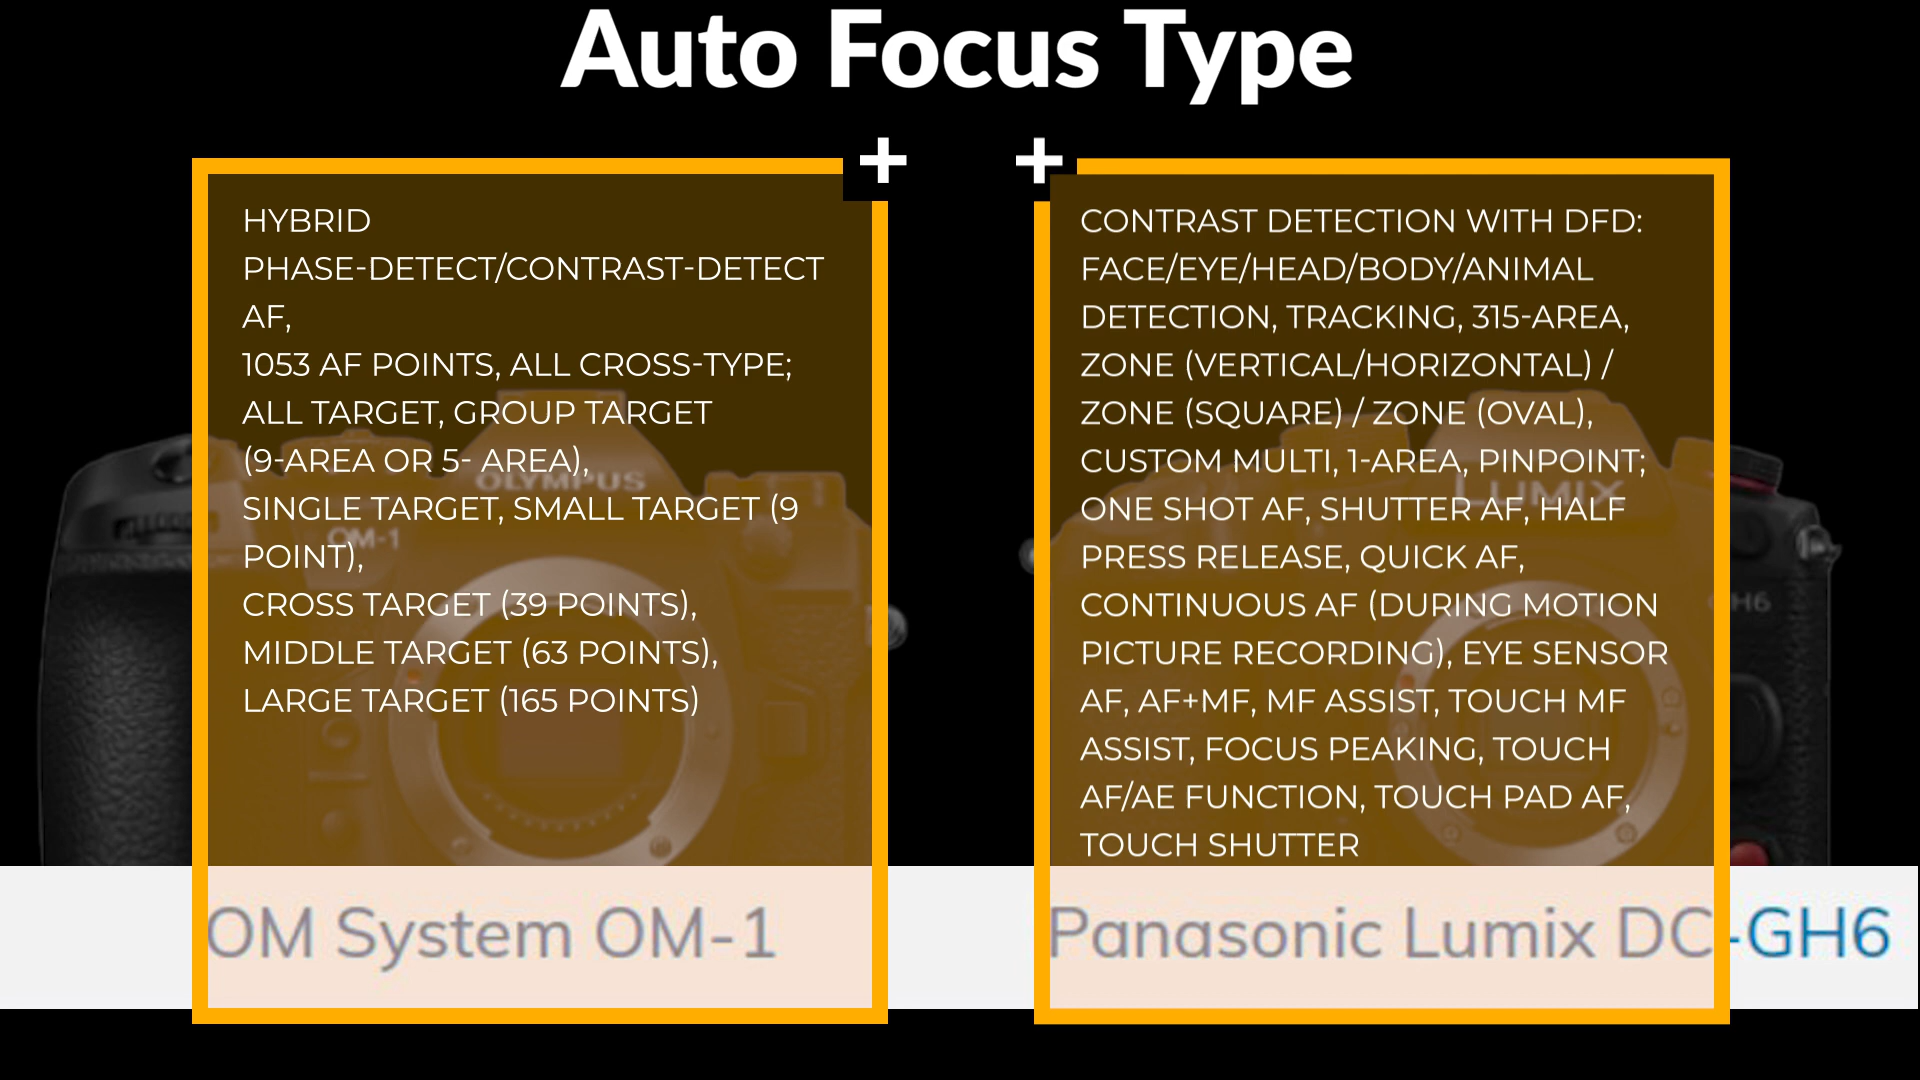 Auto Focus Type
+ +
HYBRID
PHASE-DETECT/CONTRAST-DETECT
AF,
1053 AF POINTS, ALL CROSS-TYPE;
ALL TARGET, GROUP TARGET
(9-AREA OR 5- AREA),
SINGLE TARGET, SMALL TARGET (9
POINT),
CROSS TARGET (39 POINTS),
MIDDLE TARGET (63 POINTS),
LARGE TARGET (165 POINTS)
OLYMPUS
OM-1
OM System OM-1
CONTRAST DETECTION WITH DFD:
FACE/EYE/HEAD/BODY/ANIMAL
DETECTION, TRACKING, 315-AREA,
ZONE (VERTICAL/HORIZONTAL) /
ZONE (SQUARE) / ZONE (OVAL),
CUSTOM MULTI, 1-AREA, PINPOINT;
ONE SHOT AF, SHUTTER AF, HALF
PRESS RELEASE, QUICK AF,
CONTINUOUS AF (DURING MOTION
PICTURE RECORDING), EYE SENSOR
AF, AF+MF, MF ASSIST, TOUCH MF
ASSIST, FOCUS PEAKING, TOUCH
AF/AE FUNCTION, TOUCH PAD AF,
TOUCH SHUTTER
LUMIX
GH6
Panasonic Lumix DC-GH6